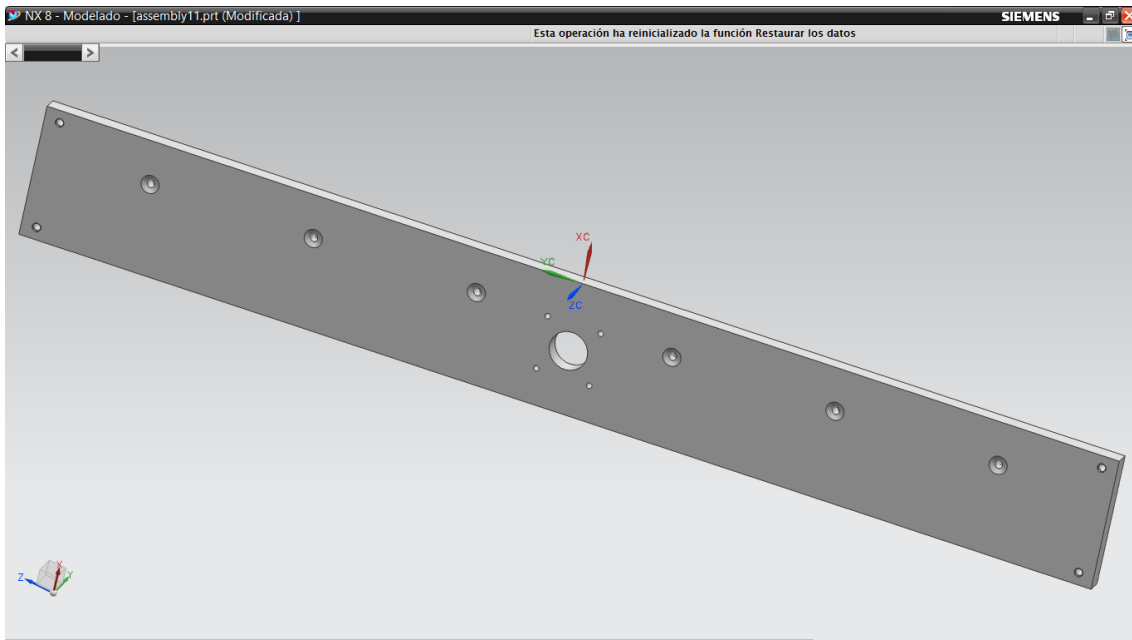 NX 8 - Modelado - [assembly11.prt (Modificada) ]
SIEMENS
Esta operación ha reinicializado la función Restaurar los datos
XC
YC
ZC
X
Y
Z